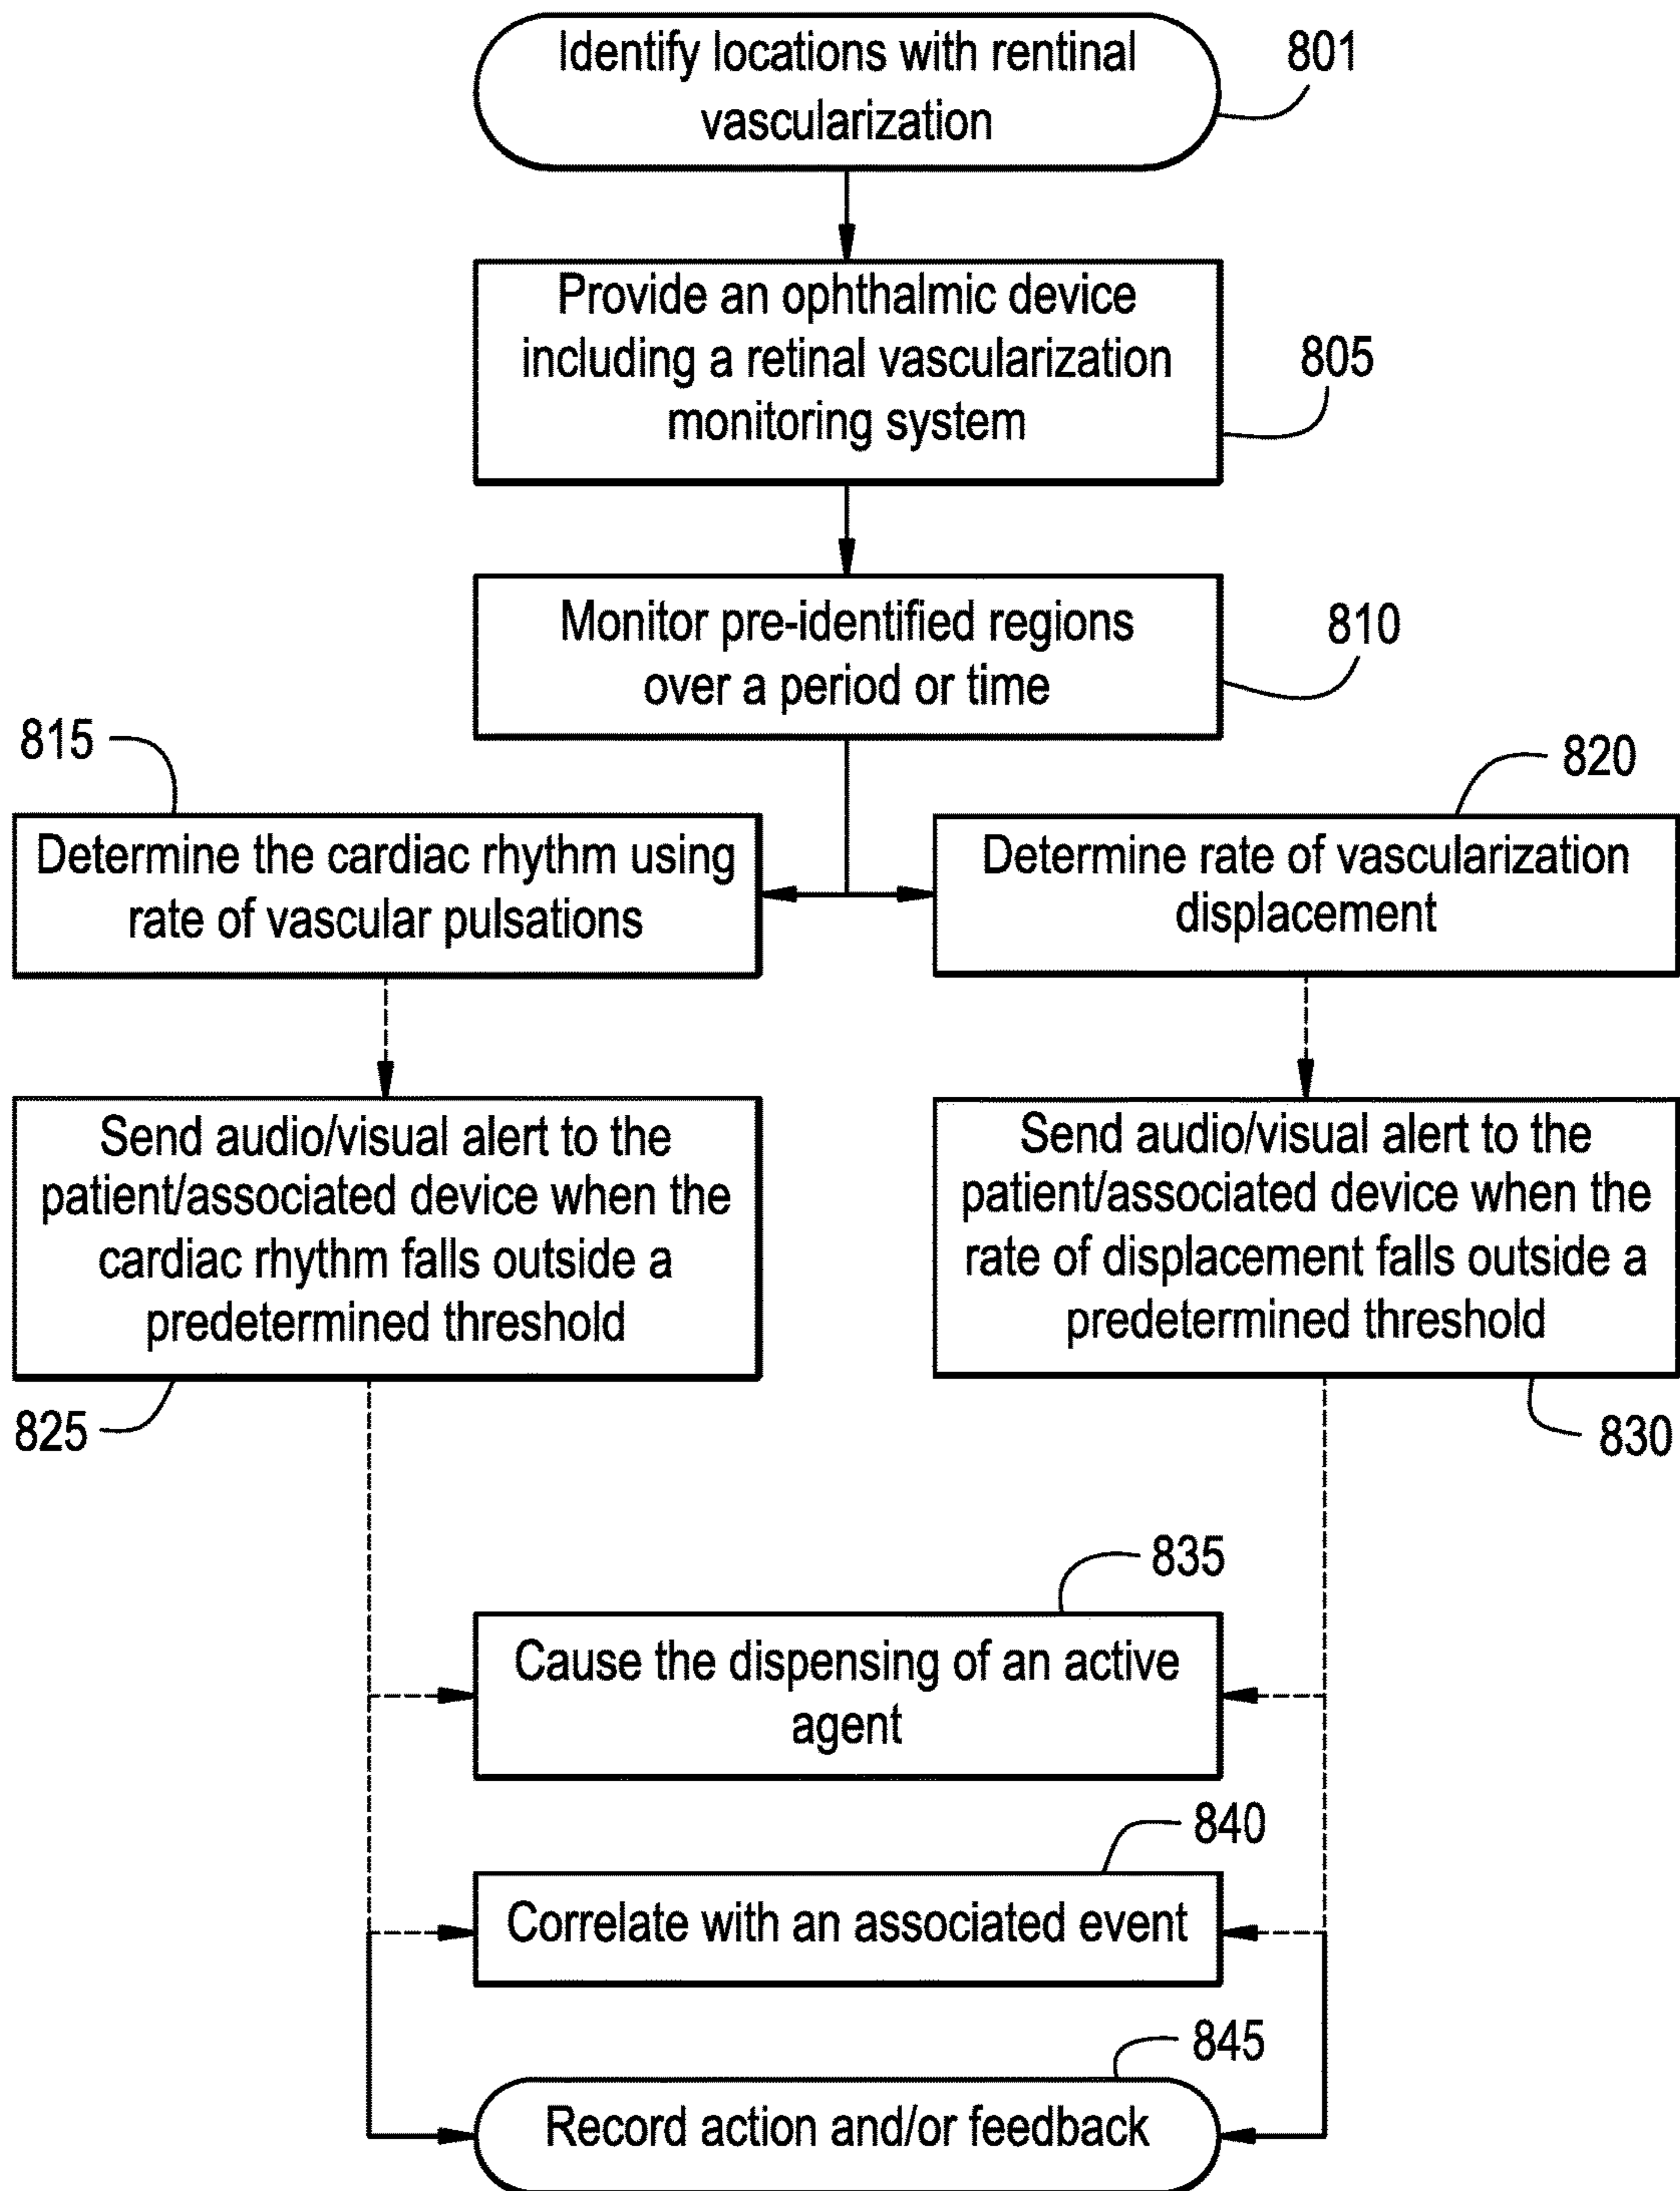 Identify locations with rentinal
vascularization
801
Provide an ophthalmic device
including a retinal vascularization
monitoring system
805
Monitor pre-identified regions
over a period or time
810
815
Determine the cardiac rhythm using
rate of vascular pulsations
820
Determine rate of vascularization
displacement
Send audio/visual alert to the
patient/associated device when the
cardiac rhythm falls outside a
predetermined threshold
825
Send audio/visual alert to the
patient/associated device when the
rate of displacement falls outside a
predetermined threshold
830
835
Cause the dispensing of an active
agent
840
Correlate with an associated event
845
Record action and/or feedback